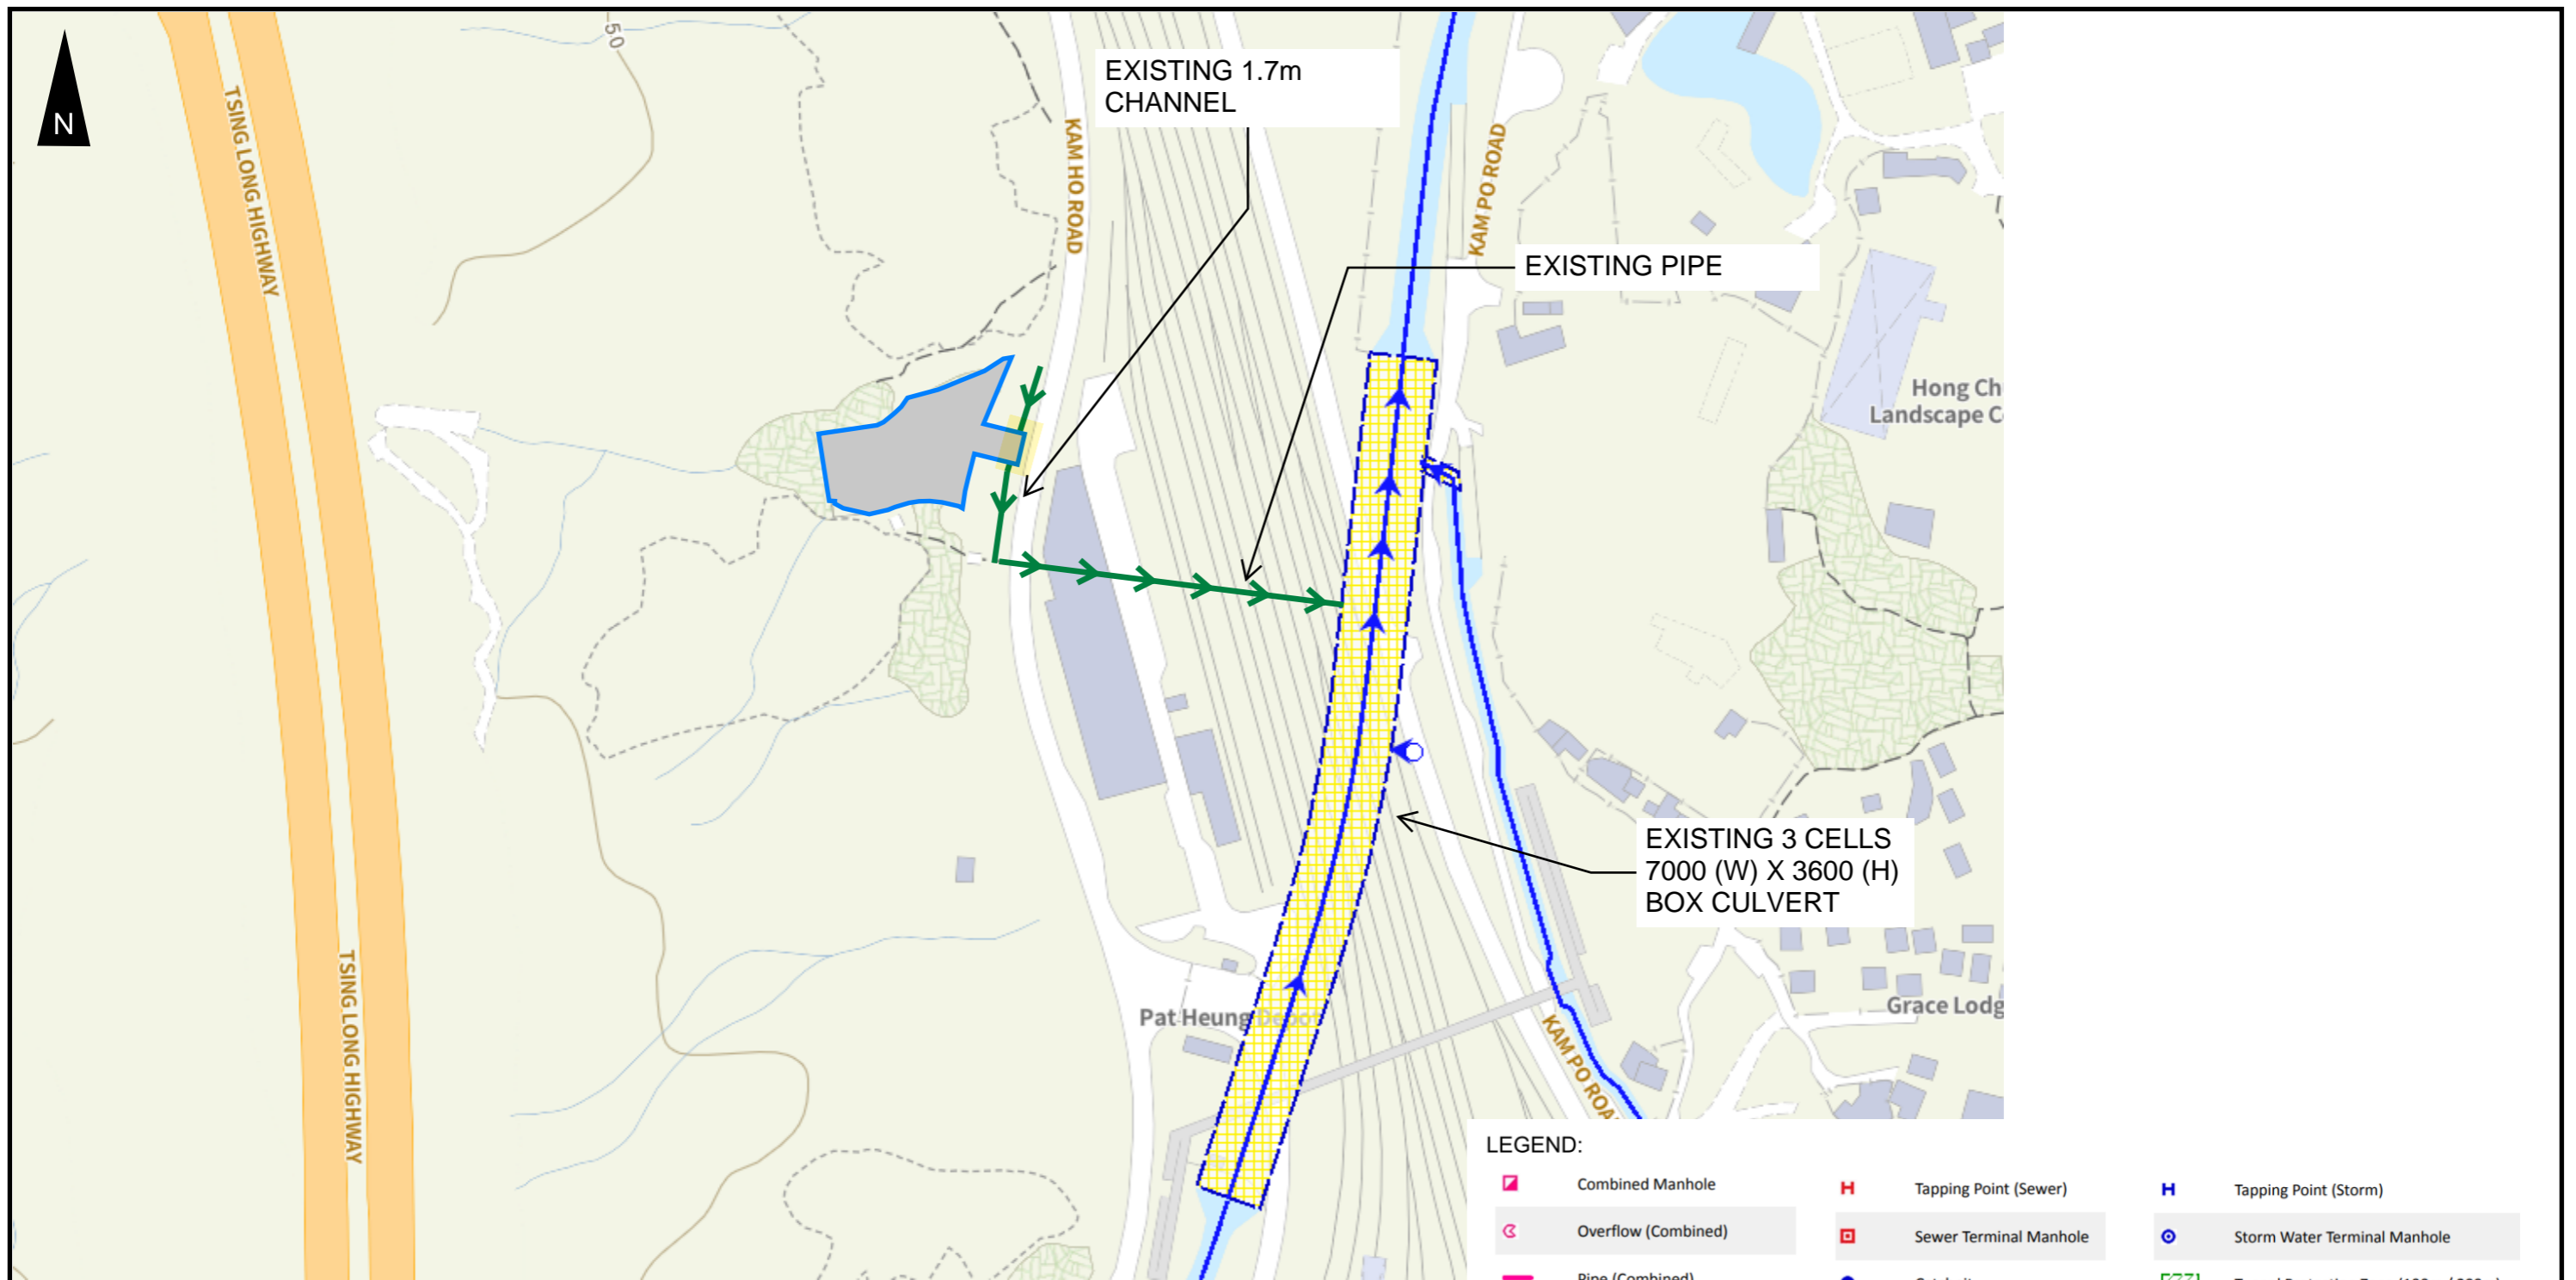 50
N
EXISTING 1.7m
CHANNEL
TSING LONG HIGHWAY
KAM HO ROAD
KAM PO ROAD
EXISTING PIPE
Hong Ch
Landscape C
EXISTING 3 CELLS
7000 (W) X 3600 (H)
BOX CULVERT
TSING LONG HIGHWAY
Pat Heung Depot
Grace Lodg
KAM PO ROA
LEGEND:
Combined Manhole
H Tapping Point (Sewer)
H Tapping Point (Storm)
Overflow (Combined)
Sewer Terminal Manhole
Storm Water Terminal Manhole
Pipe (Combined)